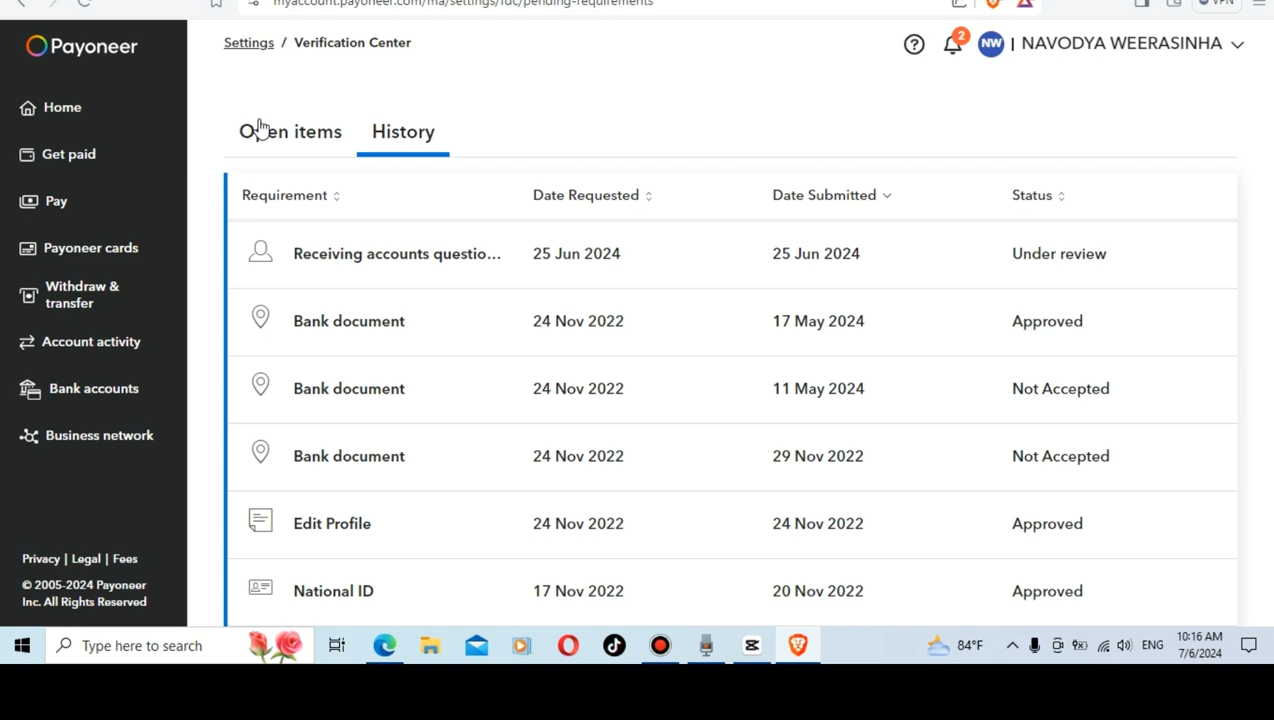 myaccount.payoneer.com/ma/settings/fdc/pending-requirements
VPN
Payoneer
Settings / Verification Center
2
NW | NAVODYA WEERASINHA
Home
Get paid
Pay
Payoneer cards
Withdraw &
transfer
Account activity
Bank accounts
Business network
Privacy | Legal | Fees
© 2005-2024 Payoneer
Inc. All Rights Reserved
Open items History
Requirement Date Requested Date Submitted Status
Receiving accounts questio... 25 Jun 2024 25 Jun 2024 Under review
Bank document 24 Nov 2022 17 May 2024 Approved
Bank document 24 Nov 2022 11 May 2024 Not Accepted
Bank document 24 Nov 2022 29 Nov 2022 Not Accepted
Edit Profile 24 Nov 2022 24 Nov 2022 Approved
National ID 17 Nov 2022 20 Nov 2022 Approved
Type here to search
84°F
ENG
10:16 AM
7/6/2024